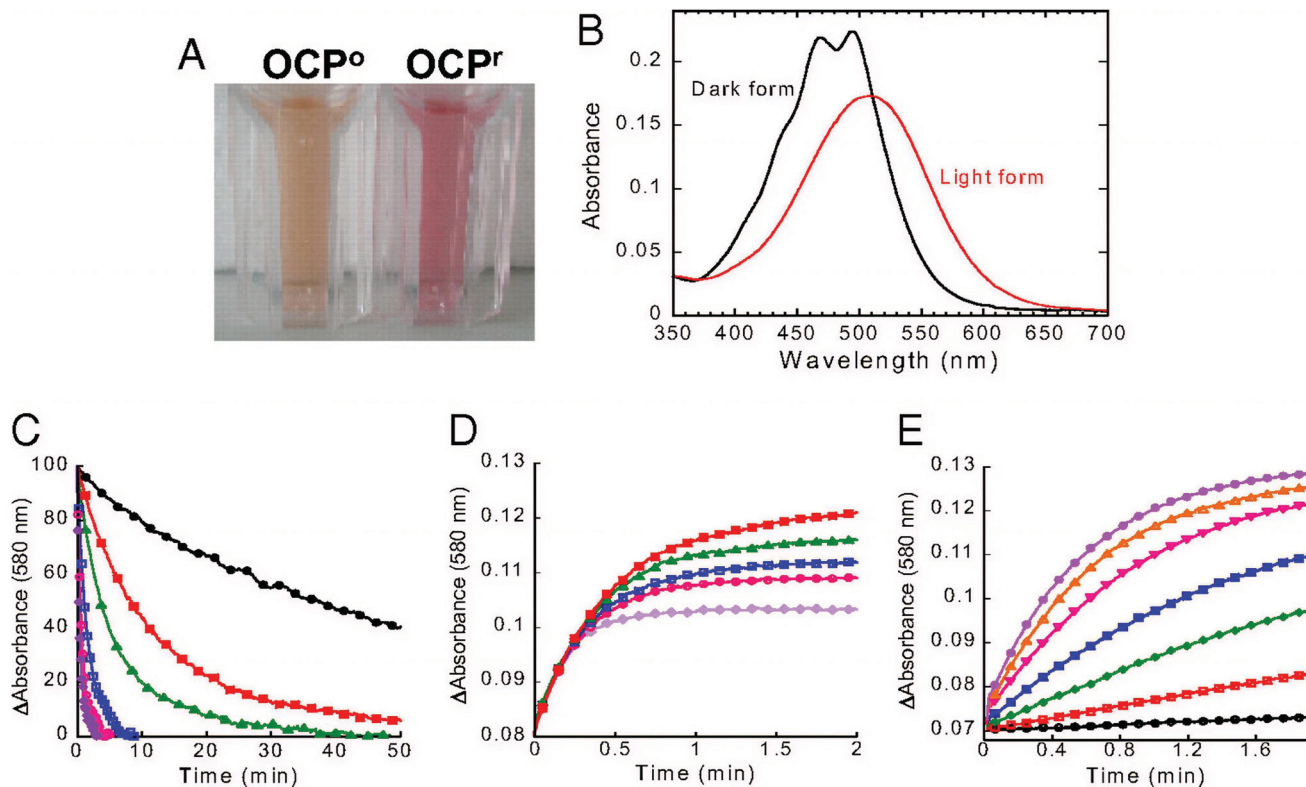 A
OCPᵒ OCPʳ
B
0.2
0.15
0.1
0.05
0
Absorbance
Dark form
Light form
350 400 450 500 550 600 650 700
Wavelength (nm)
C
100
80
60
40
20
0
ΔAbsorbance (580 nm)
0 10 20 30 40 50
Time (min)
D
0.13
0.12
0.11
0.1
0.09
0.08
ΔAbsorbance (580 nm)
0 0.5 1 1.5 2
Time (min)
E
0.13
0.12
0.11
0.1
0.09
0.08
0.07
ΔAbsorbance (580 nm)
0 0.4 0.8 1.2 1.6
Time (min)